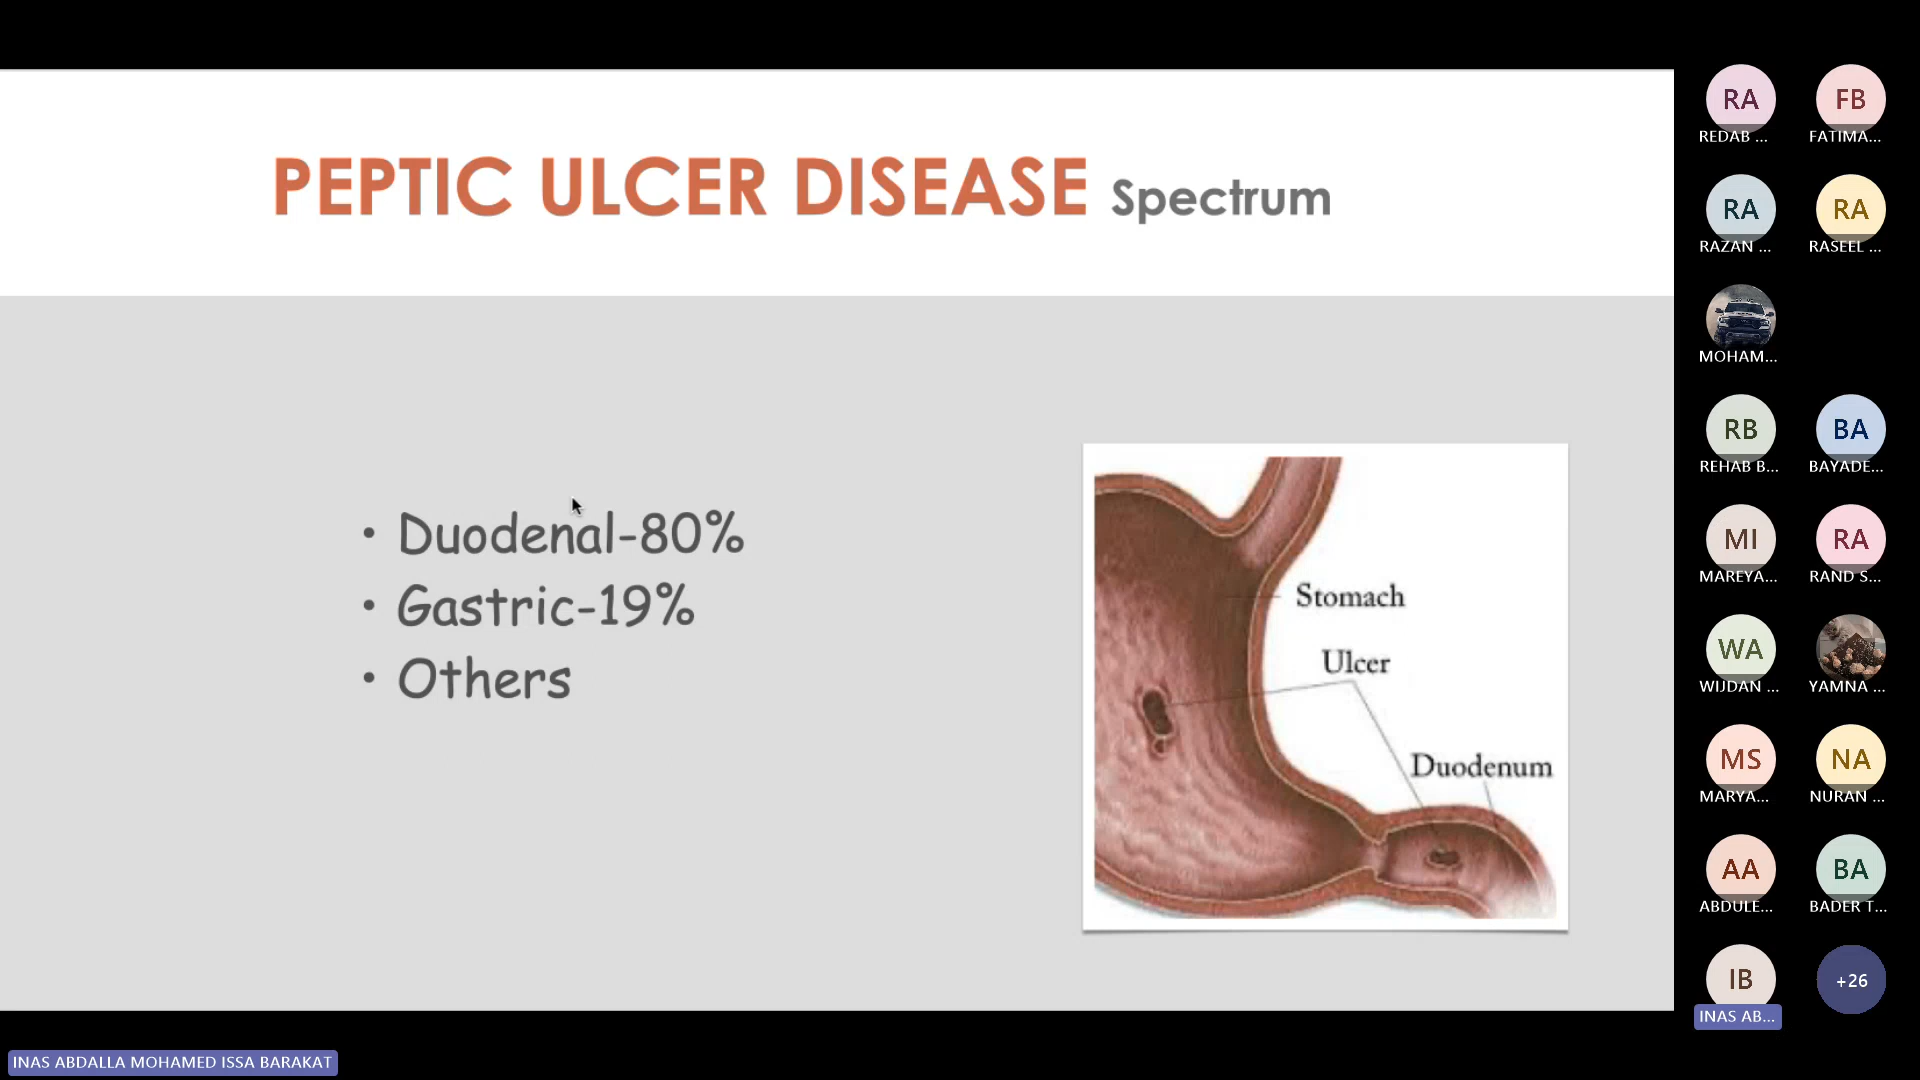 PEPTIC ULCER DISEASE Spectrum
• Duodenal-80%
• Gastric-19%
• Others
Stomach
Ulcer
Duodenum
RA
REDAB ...
FB
FATIMA...
RA
RAZAN ...
RA
RASEEL ...
MOHAM...
RB
REHAB B...
BA
BAYADE...
MI
MAREYA...
RA
RAND S...
WA
WIJDAN ...
YAMNA ...
MS
MARYA...
NA
NURAN ...
AA
ABDULE...
BA
BADER T...
IB
INAS AB...
+26
INAS ABDALLA MOHAMED ISSA BARAKAT